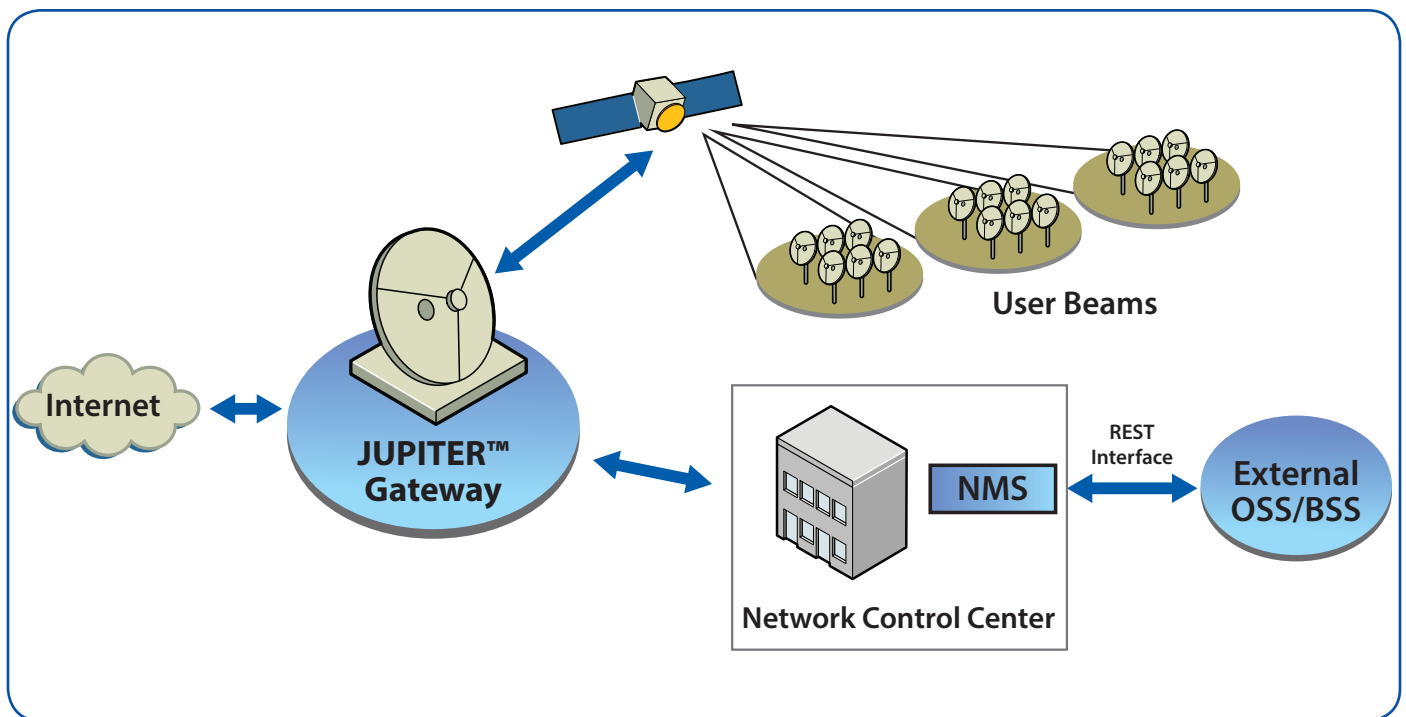 User Beams
Internet
JUPITER™
Gateway
NMS
REST
Interface
External
OSS/BSS
Network Control Center